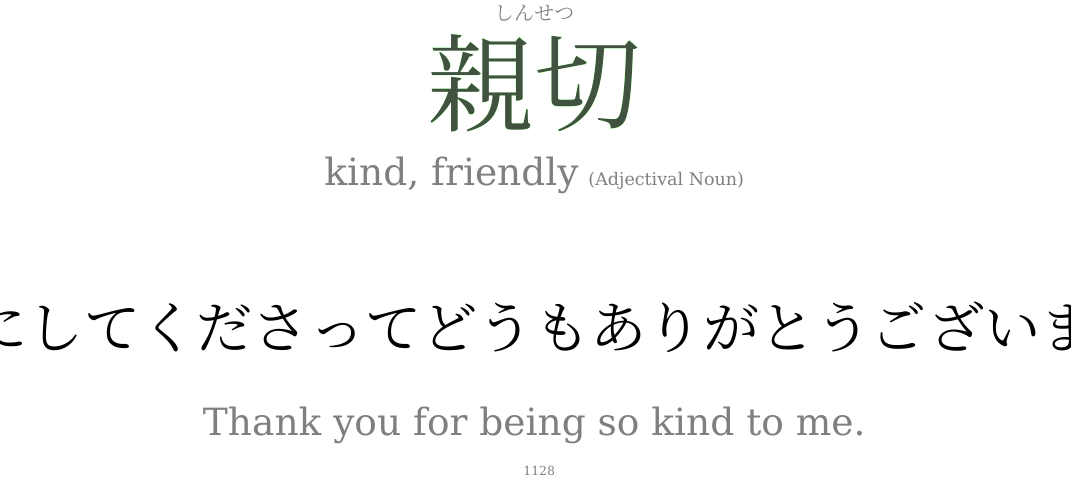 しんせつ
親切
kind, friendly (Adjectival Noun)
にしてくださってどうもありがとうございま
Thank you for being so kind to me.
1128